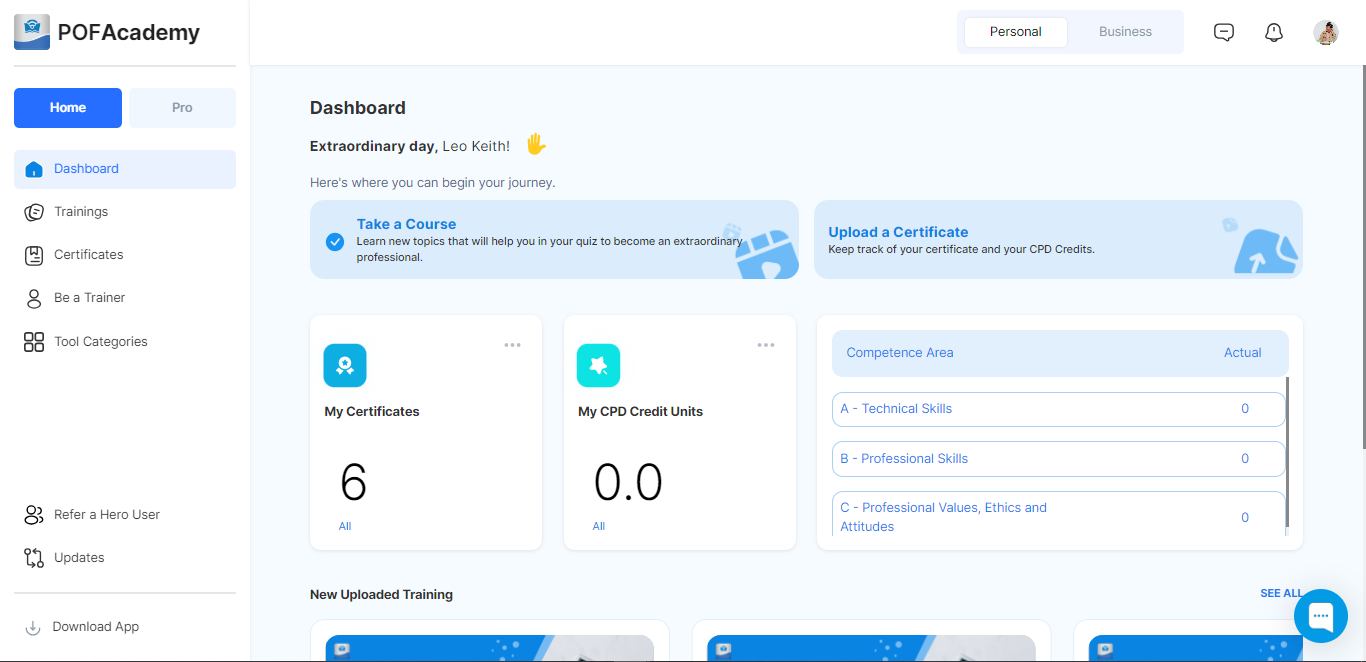 POFAcademy
Personal
Business
Home
Pro
Dashboard
Trainings
Certificates
Be a Trainer
Tool Categories
Refer a Hero User
Updates
Download App
Dashboard
Extraordinary day, Leo Keith!
Here's where you can begin your journey.
Take a Course
Learn new topics that will help you in your quiz to become an extraordinary
professional.
Upload a Certificate
Keep track of your certificate and your CPD Credits.
My Certificates
6
All
My CPD Credit Units
0.0
All
Competence Area Actual
A - Technical Skills 0
B - Professional Skills 0
C - Professional Values, Ethics and
Attitudes 0
New Uploaded Training
SEE ALL